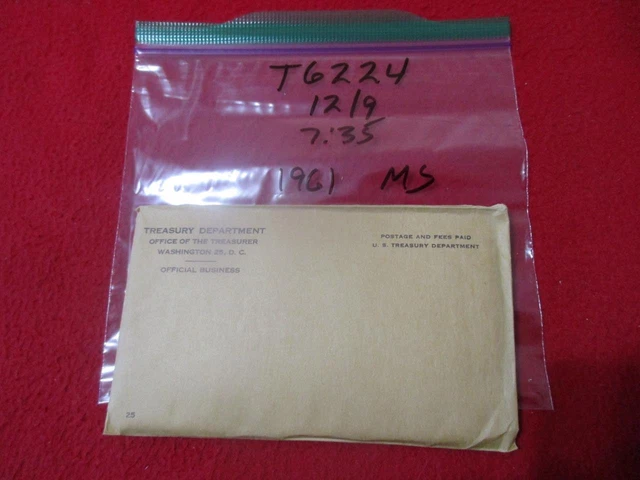 T6224
12/9
7:35
1961 MS
TREASURY DEPARTMENT
OFFICE OF THE TREASURER
WASHINGTON 25, D. C.
OFFICIAL BUSINESS
POSTAGE AND FEES PAID
U. S. TREASURY DEPARTMENT
25